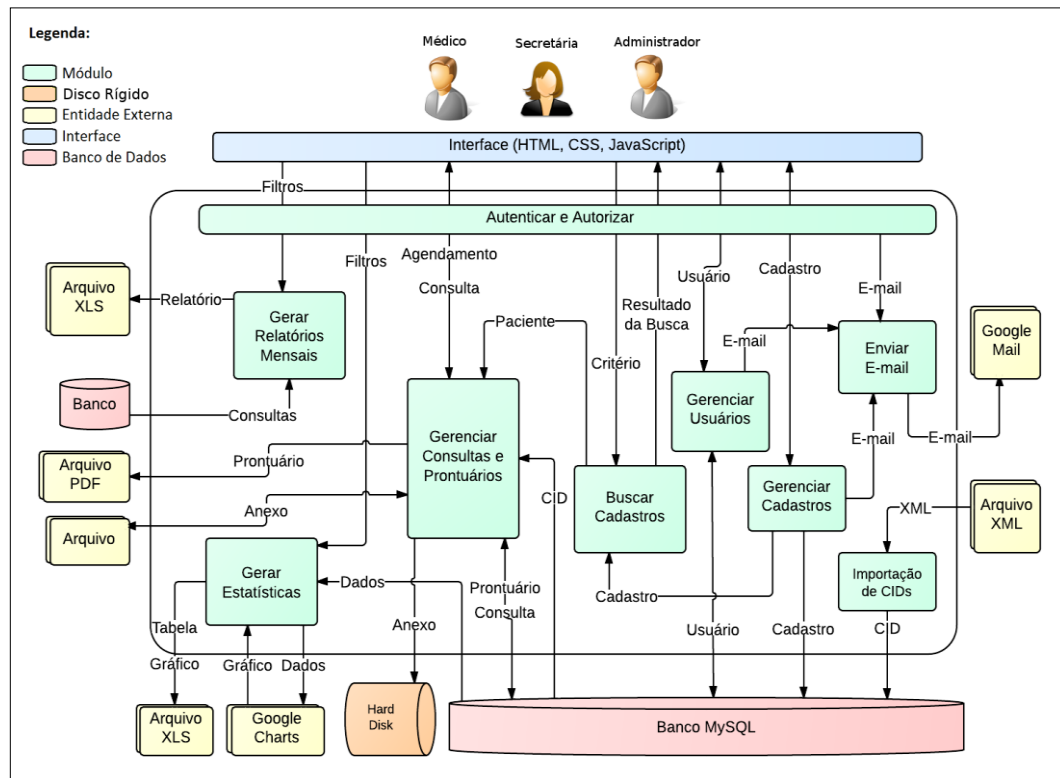 Legenda:
Módulo
Disco Rígido
Entidade Externa
Interface
Banco de Dados
Médico
Secretária
Administrador
Interface (HTML, CSS, JavaScript)
Filtros
Autenticar e Autorizar
Agendamento
Filtros
Consulta
Usuário
Cadastro
E-mail
Arquivo
XLS
Relatório
Gerar
Relatórios
Mensais
Paciente
Resultado
da Busca
Critério
E-mail
Enviar
E-mail
Google
Mail
Banco
Consultas
Gerenciar
Consultas e
Prontuários
Gerenciar
Usuários
E-mail
E-mail
Arquivo
PDF
Prontuário
CID
Buscar
Cadastros
Gerenciar
Cadastros
XML
Arquivo
XML
Arquivo
Anexo
Gerar
Estatísticas
Dados
Prontuário
Consulta
Cadastro
Importação
de CIDs
Tabela
Anexo
Usuário
Cadastro
CID
Gráfico
Gráfico
Dados
Arquivo
XLS
Google
Charts
Hard
Disk
Banco MySQL